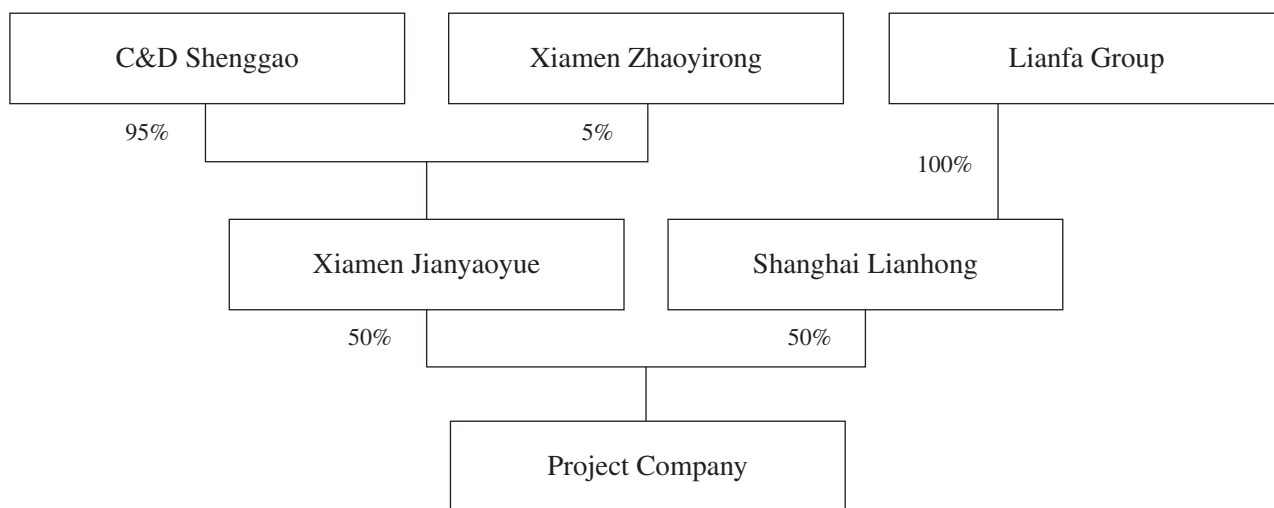 C&D Shenggao
Xiamen Zhaoyirong
Lianfa Group
95%
5%
100%
Xiamen Jianyaoyue
Shanghai Lianhong
50%
50%
Project Company